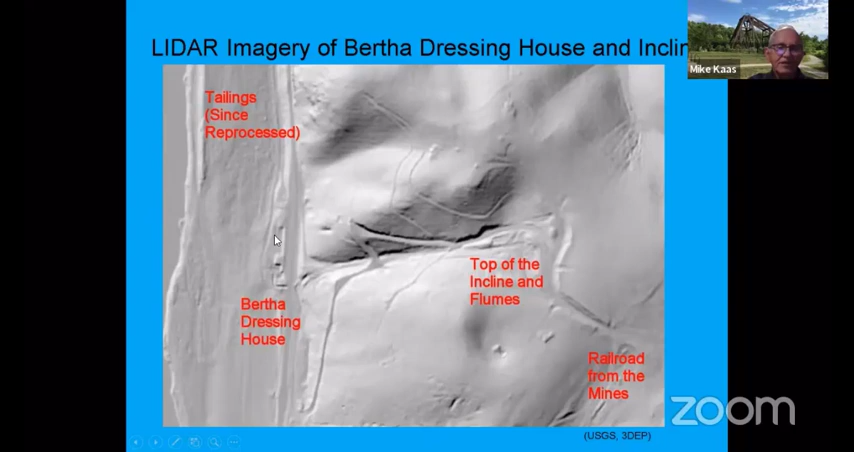 LIDAR Imagery of Bertha Dressing House and Inclin
Mike Kaas
Tailings
(Since
Reprocessed)
Top of the
Incline and
Flumes
Bertha
Dressing
House
Railroad
from the
Mines
zoom
(USGS, 3DEP)